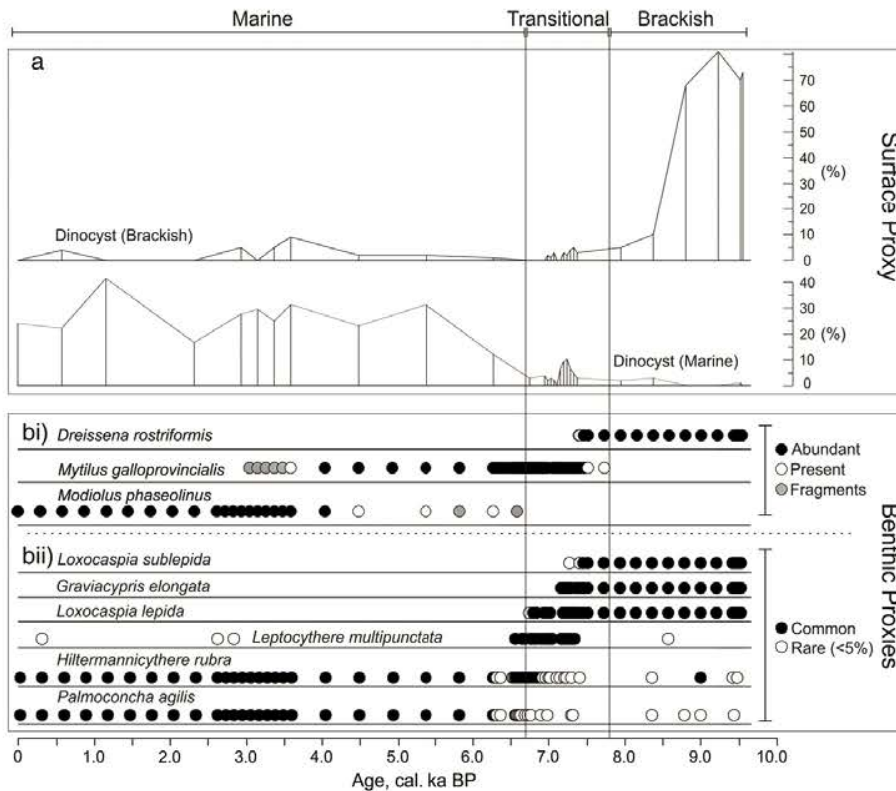 Marine Transitional Brackish
a
70
60
50
40 (%)
30
Dinocyst (Brackish) 20
10
0
40
30
(%)
20
Dinocyst (Marine)
10
0
Surface Proxy
bi) Dreissena rostriformis
Mytilus galloprovincialis
Modiolus phaseolinus
Abundant
Present
Fragments
bii) Loxocaspia sublepida
Graviacypris elongata
Loxocaspia lepida
Leptocythere multipunctata
Hiltermannicythere rubra
Palmoconcha agilis
Common
Rare (<5%)
Benthic Proxies
0 1.0 2.0 3.0 4.0 5.0 6.0 7.0 8.0 9.0 10.0
Age, cal. ka BP